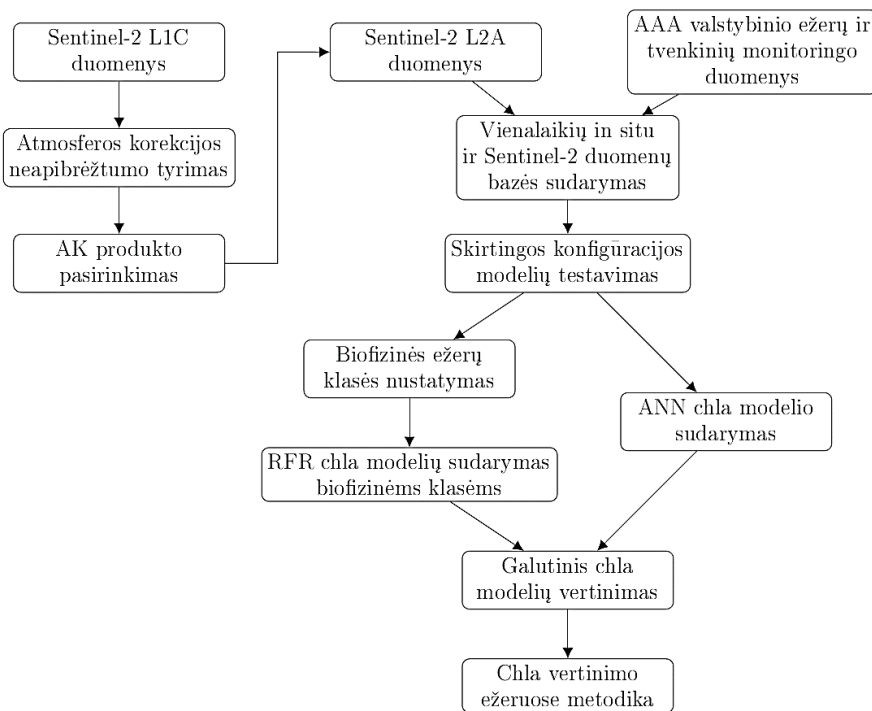 Sentinel-2 L1C
duomenys
Sentinel-2 L2A
duomenys
AAA valstybinio ežerų ir
tvenkinių monitoringo
duomenys
Atmosferos korekcijos
neapibrėžtumo tyrimas
Vienalaikių in situ
ir Sentinel-2 duomenų
bazės sudarymas
AK produkto
pasirinkimas
Skirtingos konfigūracijos
modelių testavimas
Biofizinės ežerų
klasės nustatymas
ANN chla modelio
sudarymas
RFR chla modelių sudarymas
biofizinėms klasėms
Galutinis chla
modelių vertinimas
Chla vertinimo
ežeruose metodika